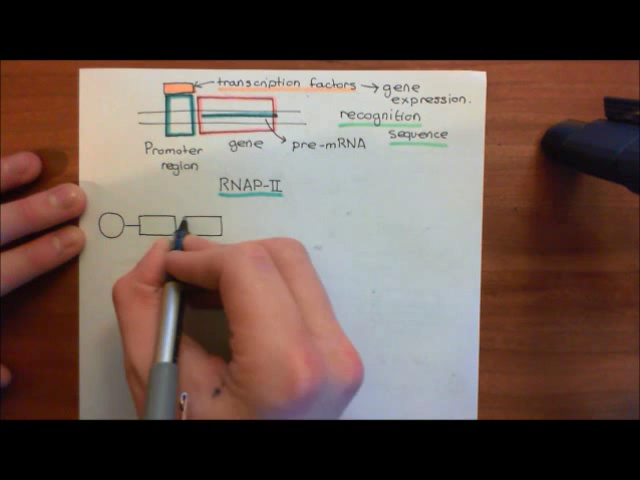 transcription factors → gene
expression.
recognition
sequence
Promoter
region
gene
pre-mRNA
RNAP-II